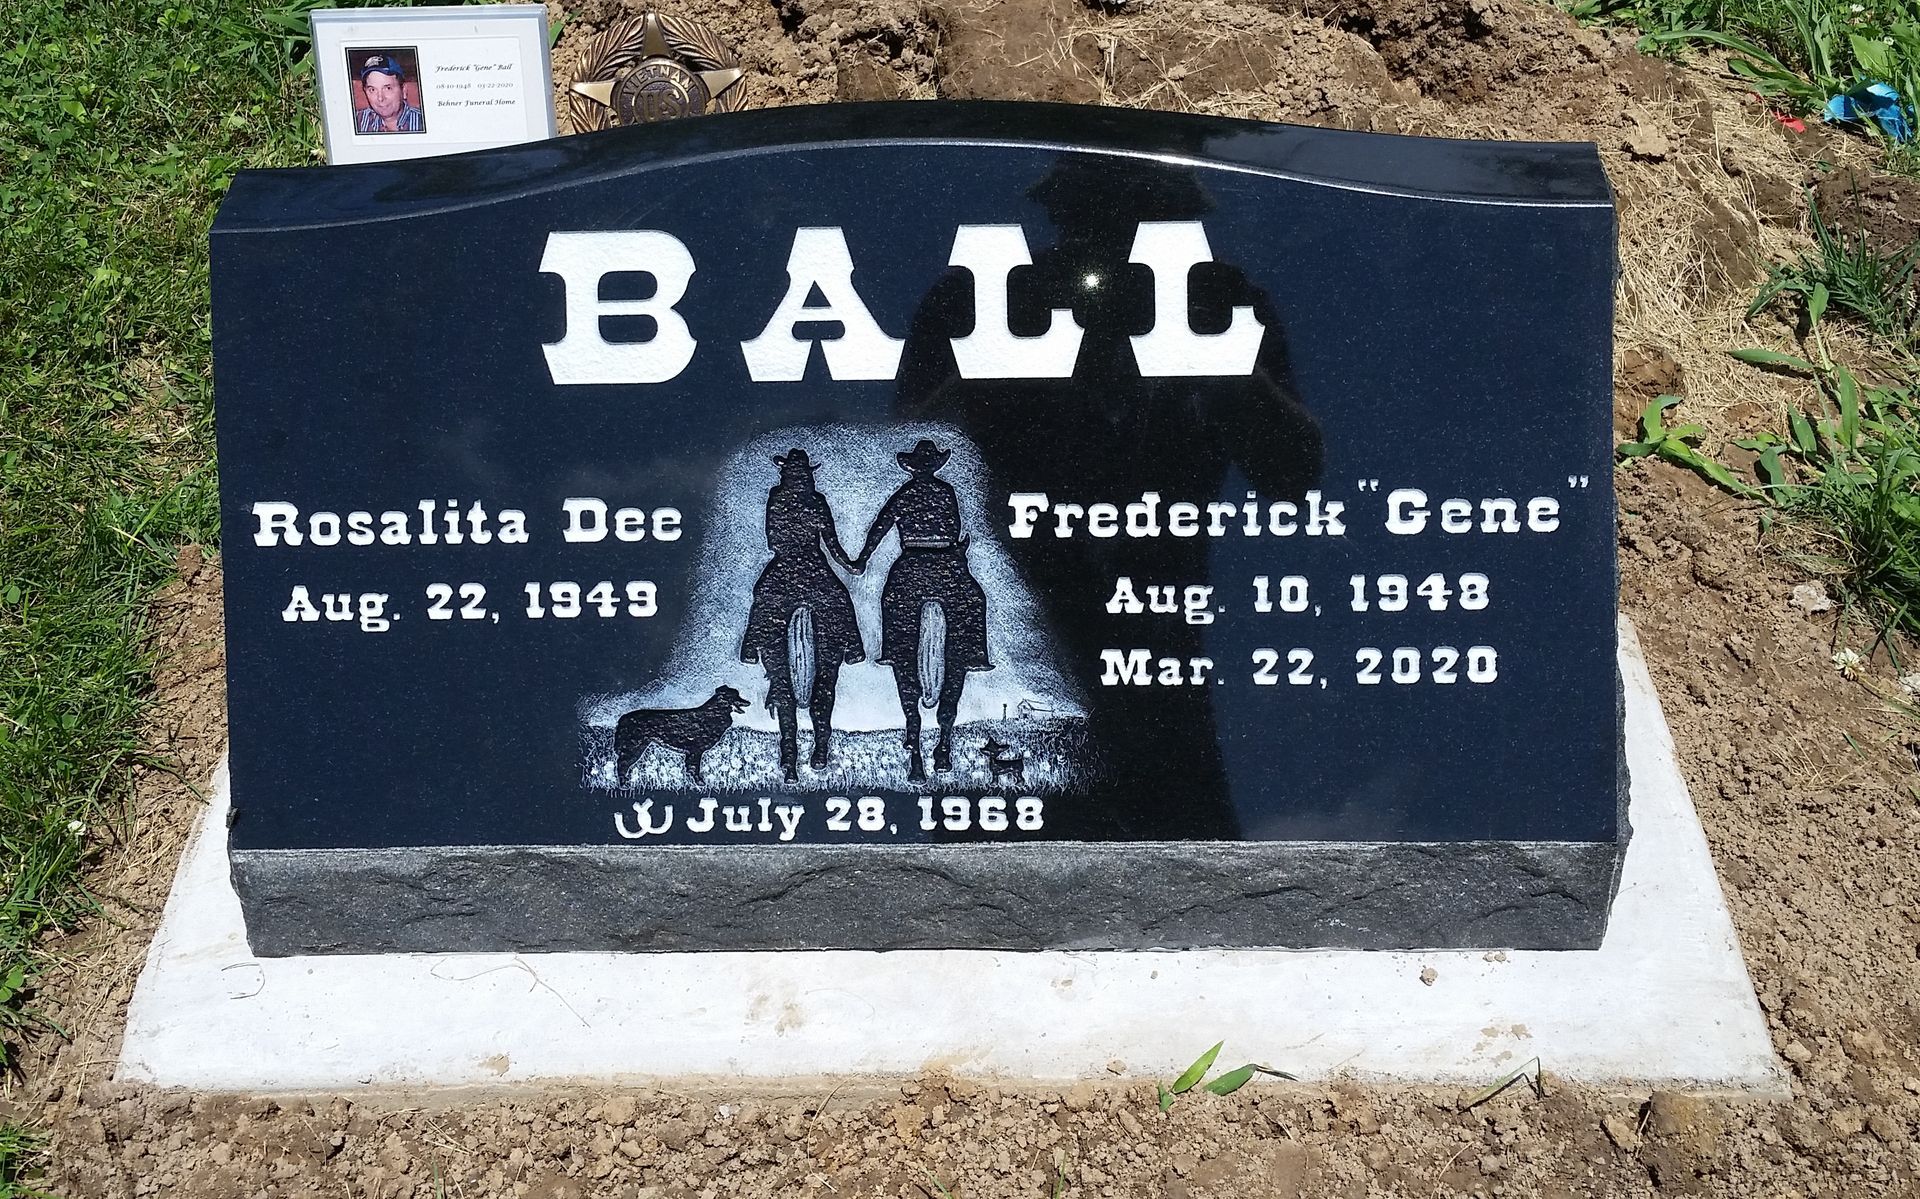 Frederick "Gene" Ball
08-10-1948 03-22-2020
Behner Funeral Home
VIETNAM
US
BALL
Rosalita Dee
Aug. 22, 1949
Frederick "Gene"
Aug. 10, 1948
Mar. 22, 2020
July 28, 1968